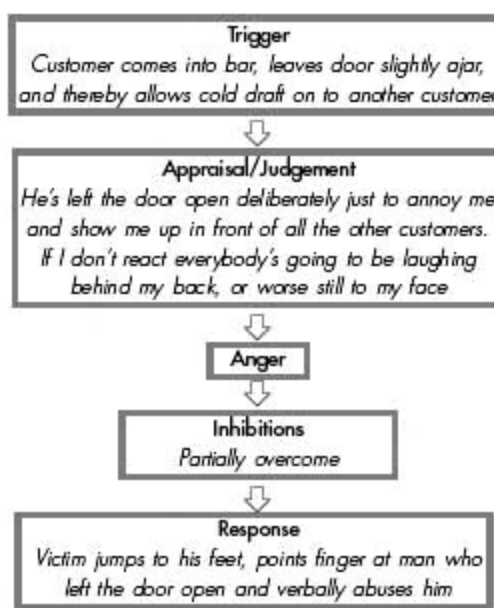 Trigger
Customer comes into bar, leaves door slightly ajar,
and thereby allows cold draft on to another customer
Appraisal/Judgement
He's left the door open deliberately just to annoy me
and show me up in front of all the other customers.
If I don't react everybody's going to be laughing
behind my back, or worse still to my face
Anger
Inhibitions
Partially overcome
Response
Victim jumps to his feet, points finger at man who
left the door open and verbally abuses him